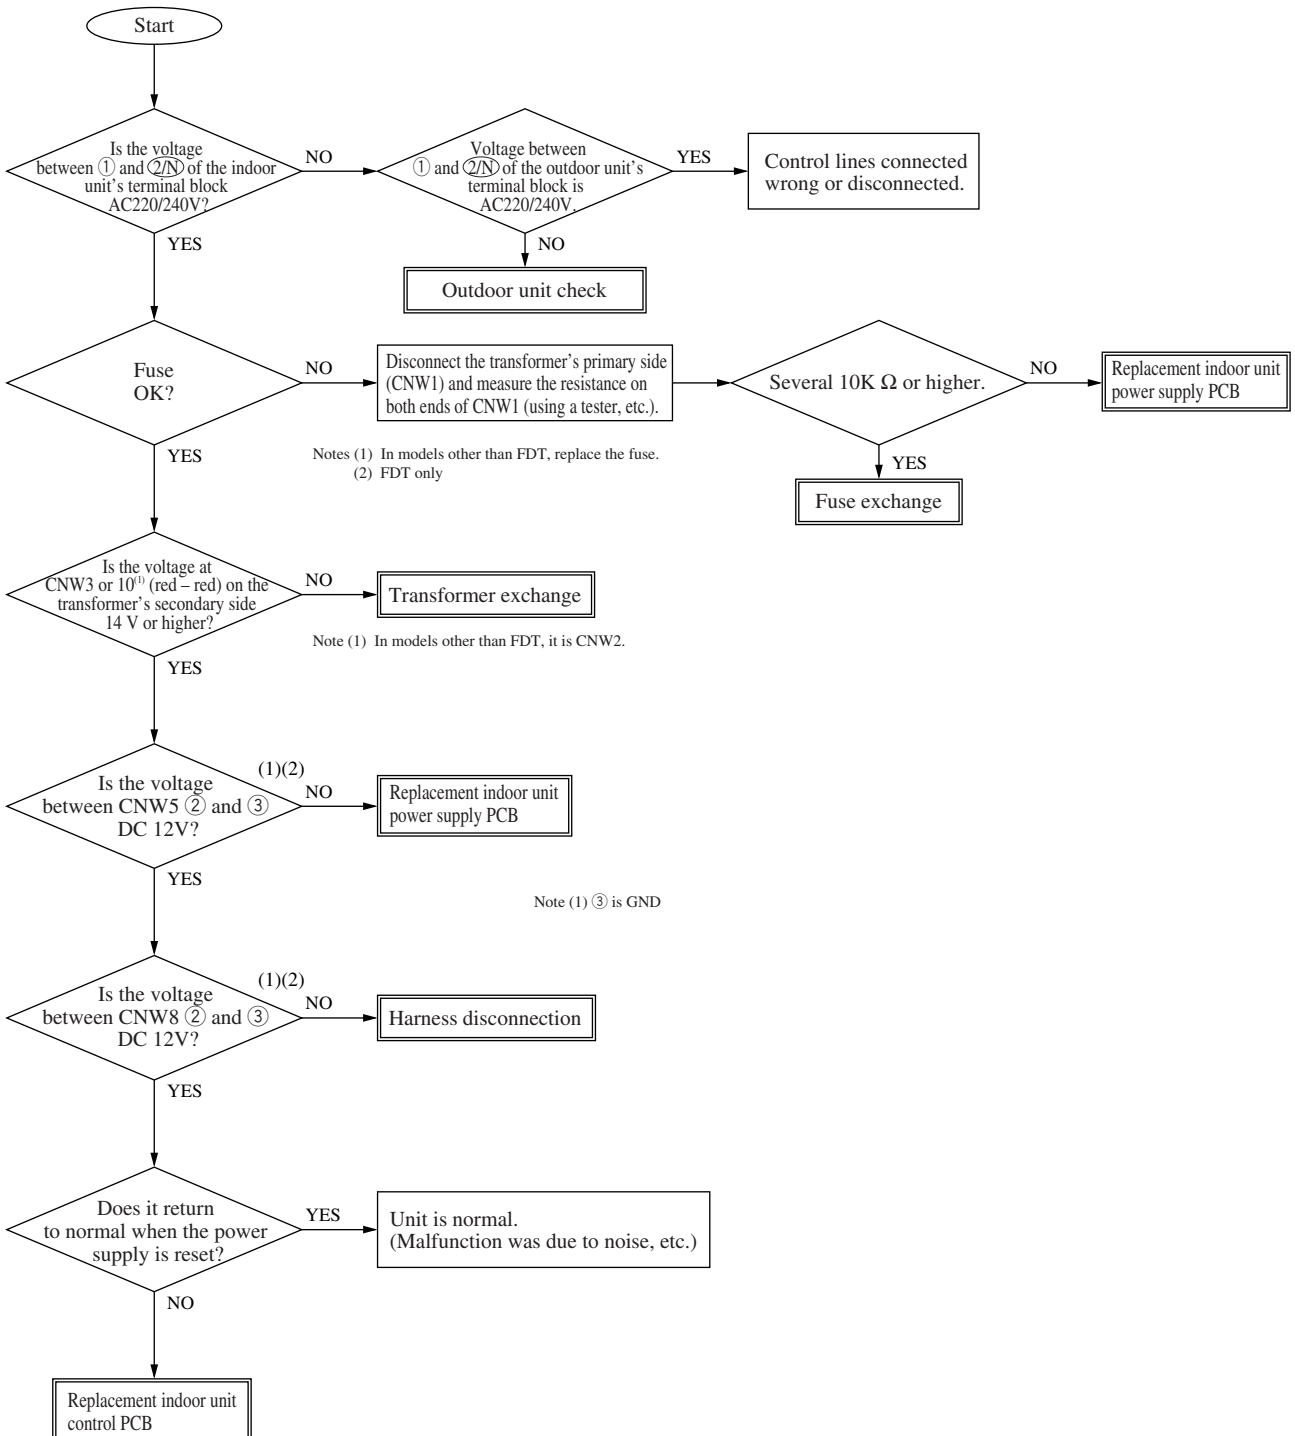 Start
Is the voltage
between ① and 2/N of the indoor
unit's terminal block
AC220/240V?
NO
Voltage between
① and 2/N of the outdoor unit's
terminal block is
AC220/240V.
YES
Control lines connected
wrong or disconnected.
YES
NO
Outdoor unit check
Fuse
OK?
NO
Disconnect the transformer's primary side
(CNW1) and measure the resistance on
both ends of CNW1 (using a tester, etc.).
Several 10K Ω or higher.
NO
Replacement indoor unit
power supply PCB
YES
Notes (1) In models other than FDT, replace the fuse.
(2) FDT only
YES
Fuse exchange
Is the voltage at
CNW3 or 10(1) (red – red) on the
transformer's secondary side
14 V or higher?
NO
Transformer exchange
Note (1) In models other than FDT, it is CNW2.
YES
Is the voltage
between CNW5 ② and ③
DC 12V?
(1)(2)
NO
Replacement indoor unit
power supply PCB
YES
Note (1) ③ is GND
Is the voltage
between CNW8 ② and ③
DC 12V?
(1)(2)
NO
Harness disconnection
YES
Does it return
to normal when the power
supply is reset?
YES
Unit is normal.
(Malfunction was due to noise, etc.)
NO
Replacement indoor unit
control PCB